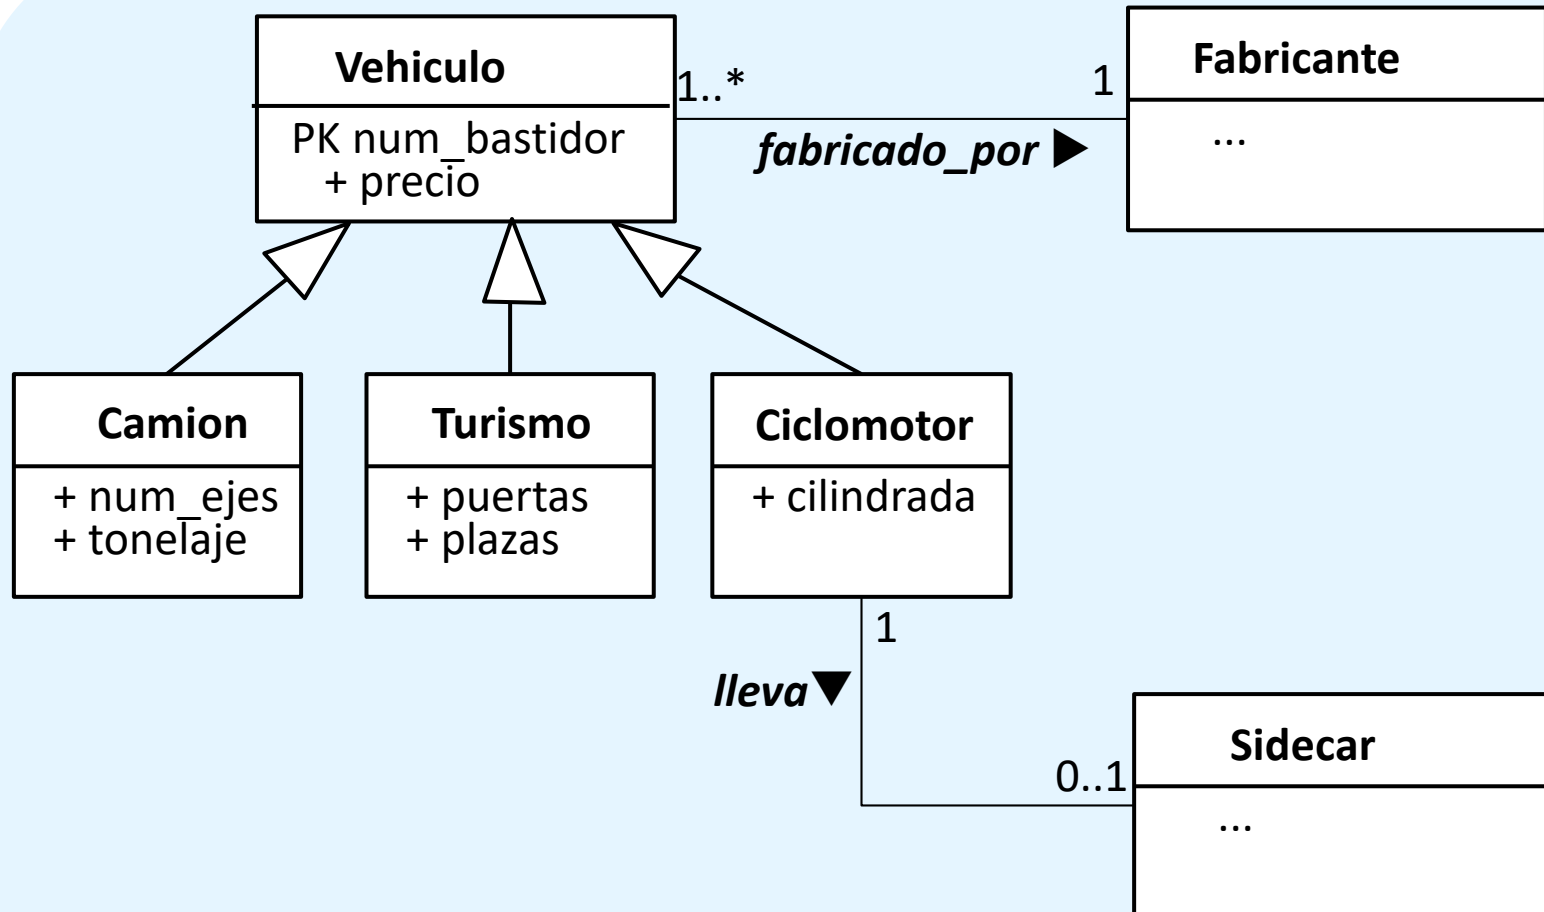 Vehiculo
PK num_bastidor
+ precio
1..*
1
fabricado_por
Fabricante
...
Camion
+ num_ejes
+ tonelaje
Turismo
+ puertas
+ plazas
Ciclomotor
+ cilindrada
1
lleva
0..1
Sidecar
...